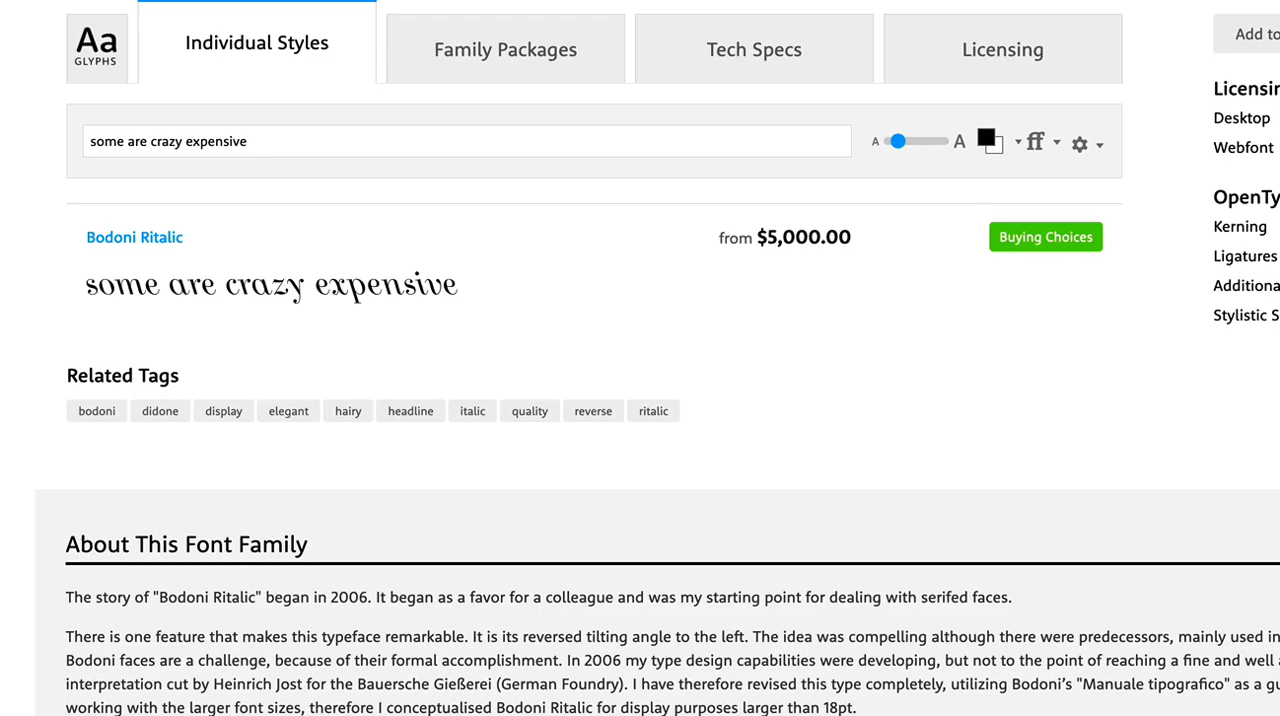 Aa
GLYPHS
Individual Styles
Family Packages
Tech Specs
Licensing
Add to
some are crazy expensive
A A ff
Licensin
Desktop
Webfont
OpenTy
Kerning
Ligatures
Additiona
Stylistic S
Bodoni Ritalic
from $5,000.00
Buying Choices
some are crazy expensive
Related Tags
bodoni didone display elegant hairy headline italic quality reverse ritalic
About This Font Family
The story of "Bodoni Ritalic" began in 2006. It began as a favor for a colleague and was my starting point for dealing with serifed faces.
There is one feature that makes this typeface remarkable. It is its reversed tilting angle to the left. The idea was compelling although there were predecessors, mainly used in
Bodoni faces are a challenge, because of their formal accomplishment. In 2006 my type design capabilities were developing, but not to the point of reaching a fine and well a
interpretation cut by Heinrich Jost for the Bauersche Gießerei (German Foundry). I have therefore revised this type completely, utilizing Bodoni’s "Manuale tipografico" as a gu
working with the larger font sizes, therefore I conceptualised Bodoni Ritalic for display purposes larger than 18pt.